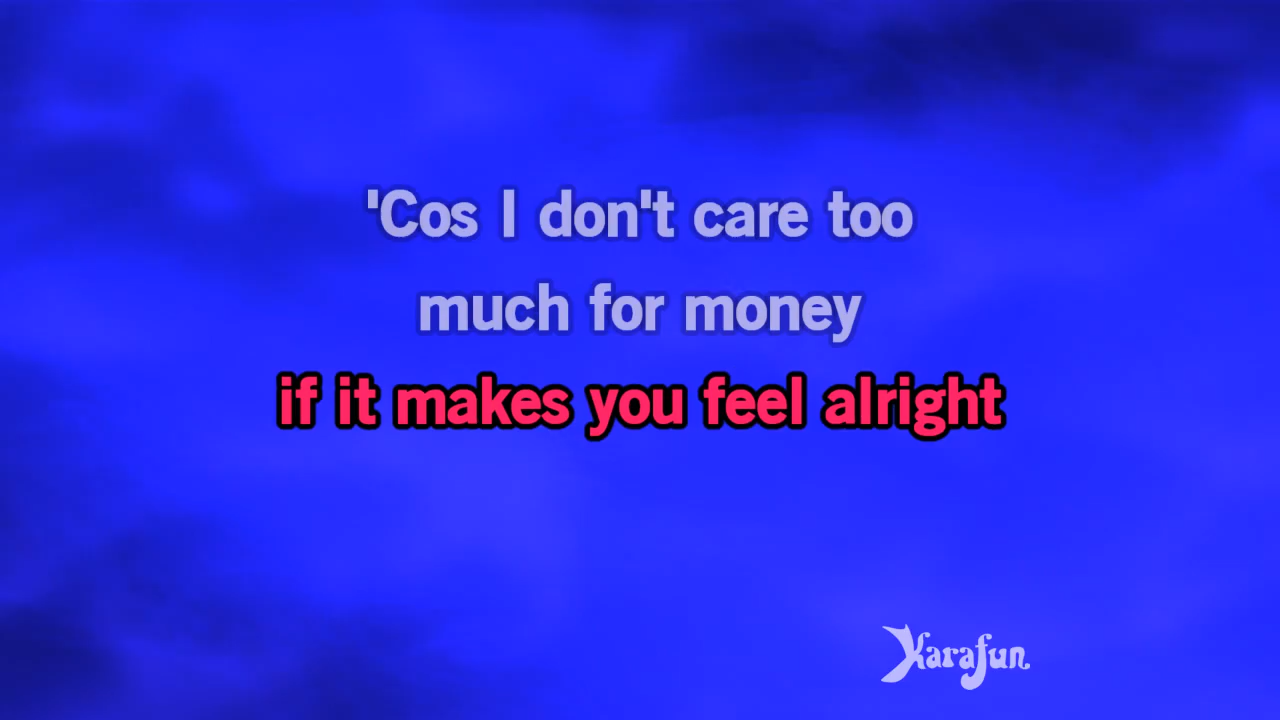 'Cos I don't care too
much for money
if it makes you feel alright
Karafun